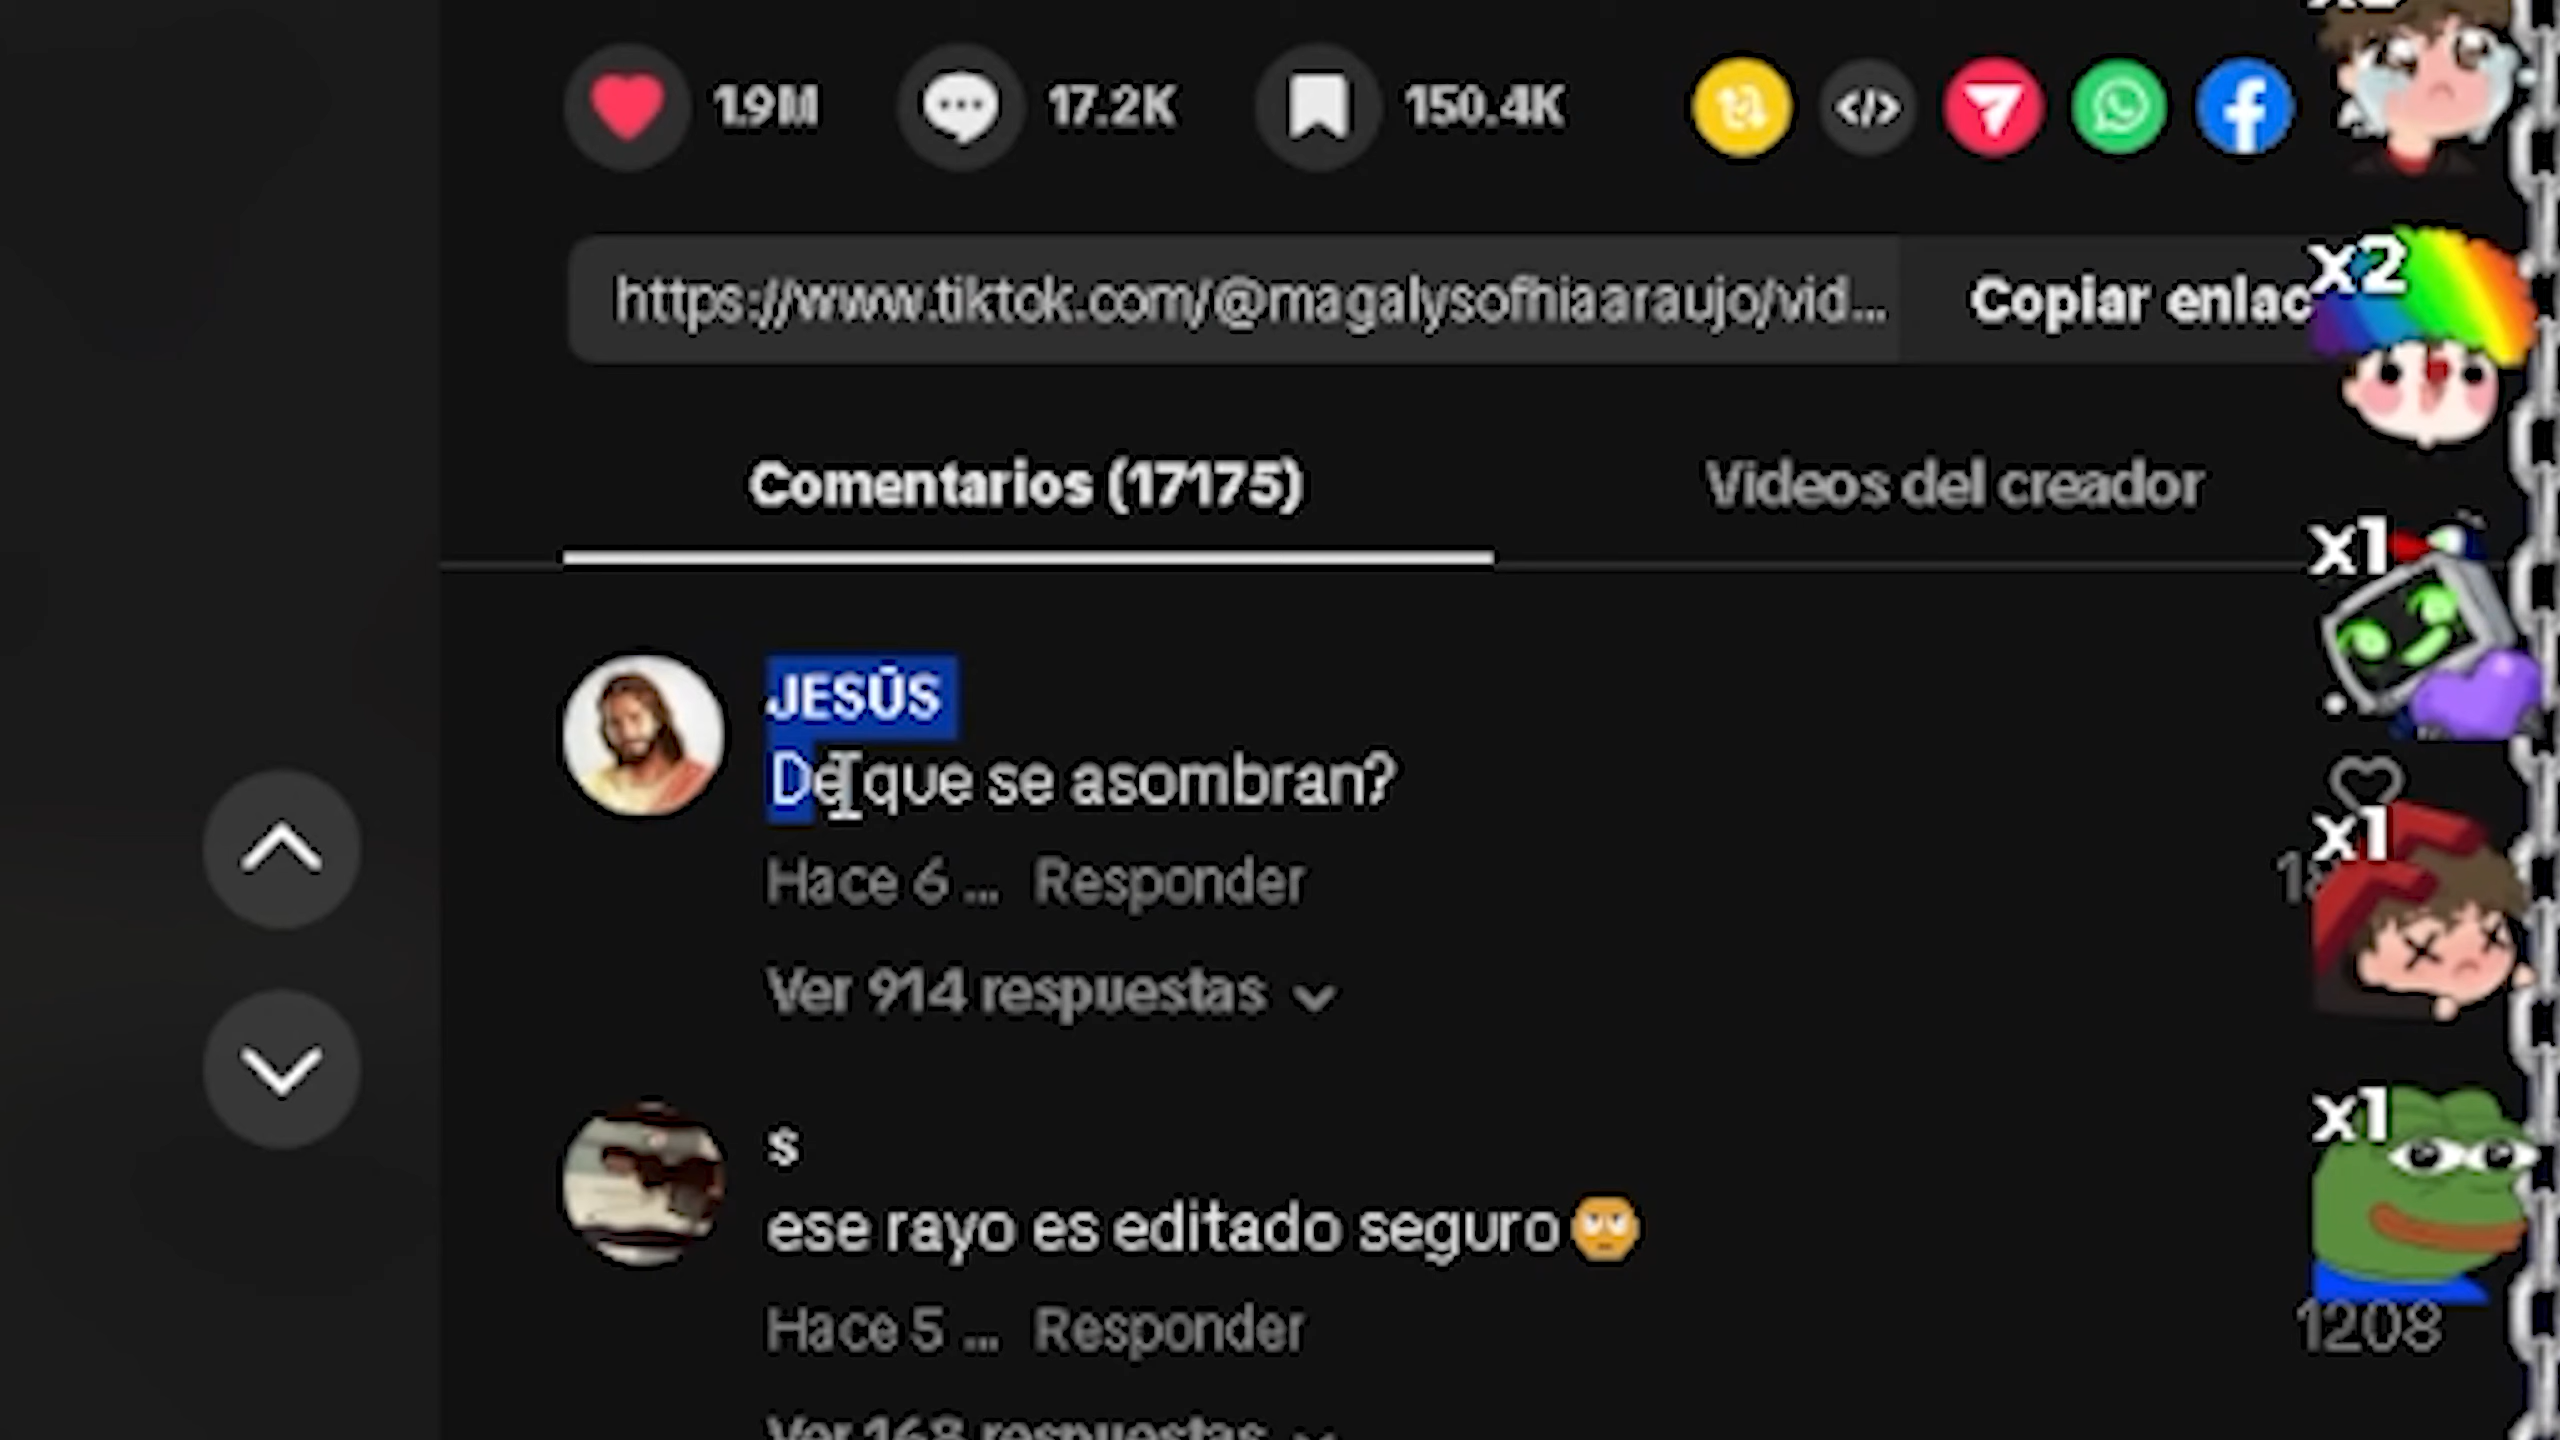 1.9M 17.2K 150.4K
https://www.tiktok.com/@magalysofhiaaraujo/vid... Copiar enlac
x2
Comentarios (17175) Videos del creador
x1
JESÚS
De que se asombran?
x1
Hace 6 ... Responder
Ver 914 respuestas
x1
s
ese rayo es editado seguro
Hace 5 ... Responder 1208
Ver 168 respuestas